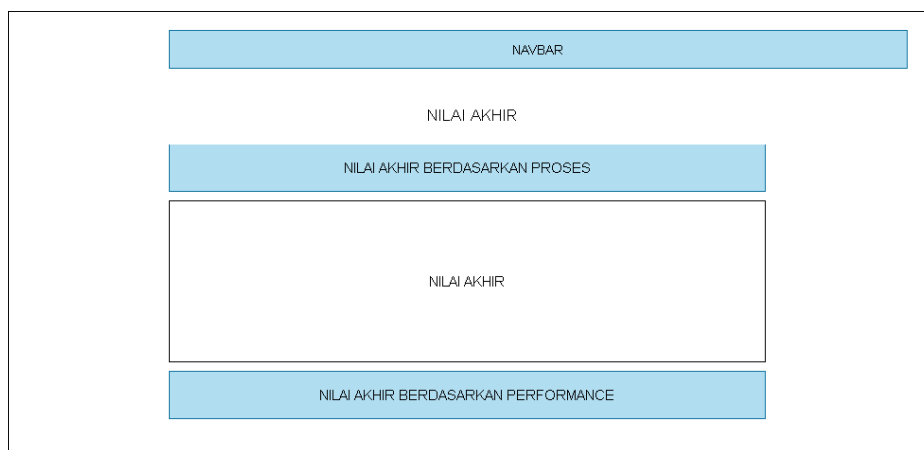 NAVBAR
NILAI AKHIR
NILAI AKHIR BERDASARKAN PROSES
NILAI AKHIR
NILAI AKHIR BERDASARKAN PERFORMANCE